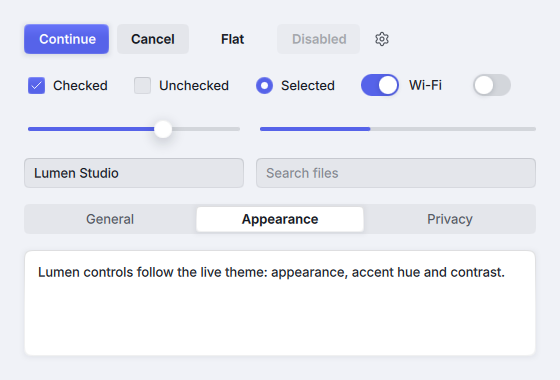 Continue Cancel Flat Disabled
Checked Unchecked Selected Wi-Fi
Lumen Studio Search files
General Appearance Privacy
Lumen controls follow the live theme: appearance, accent hue and contrast.